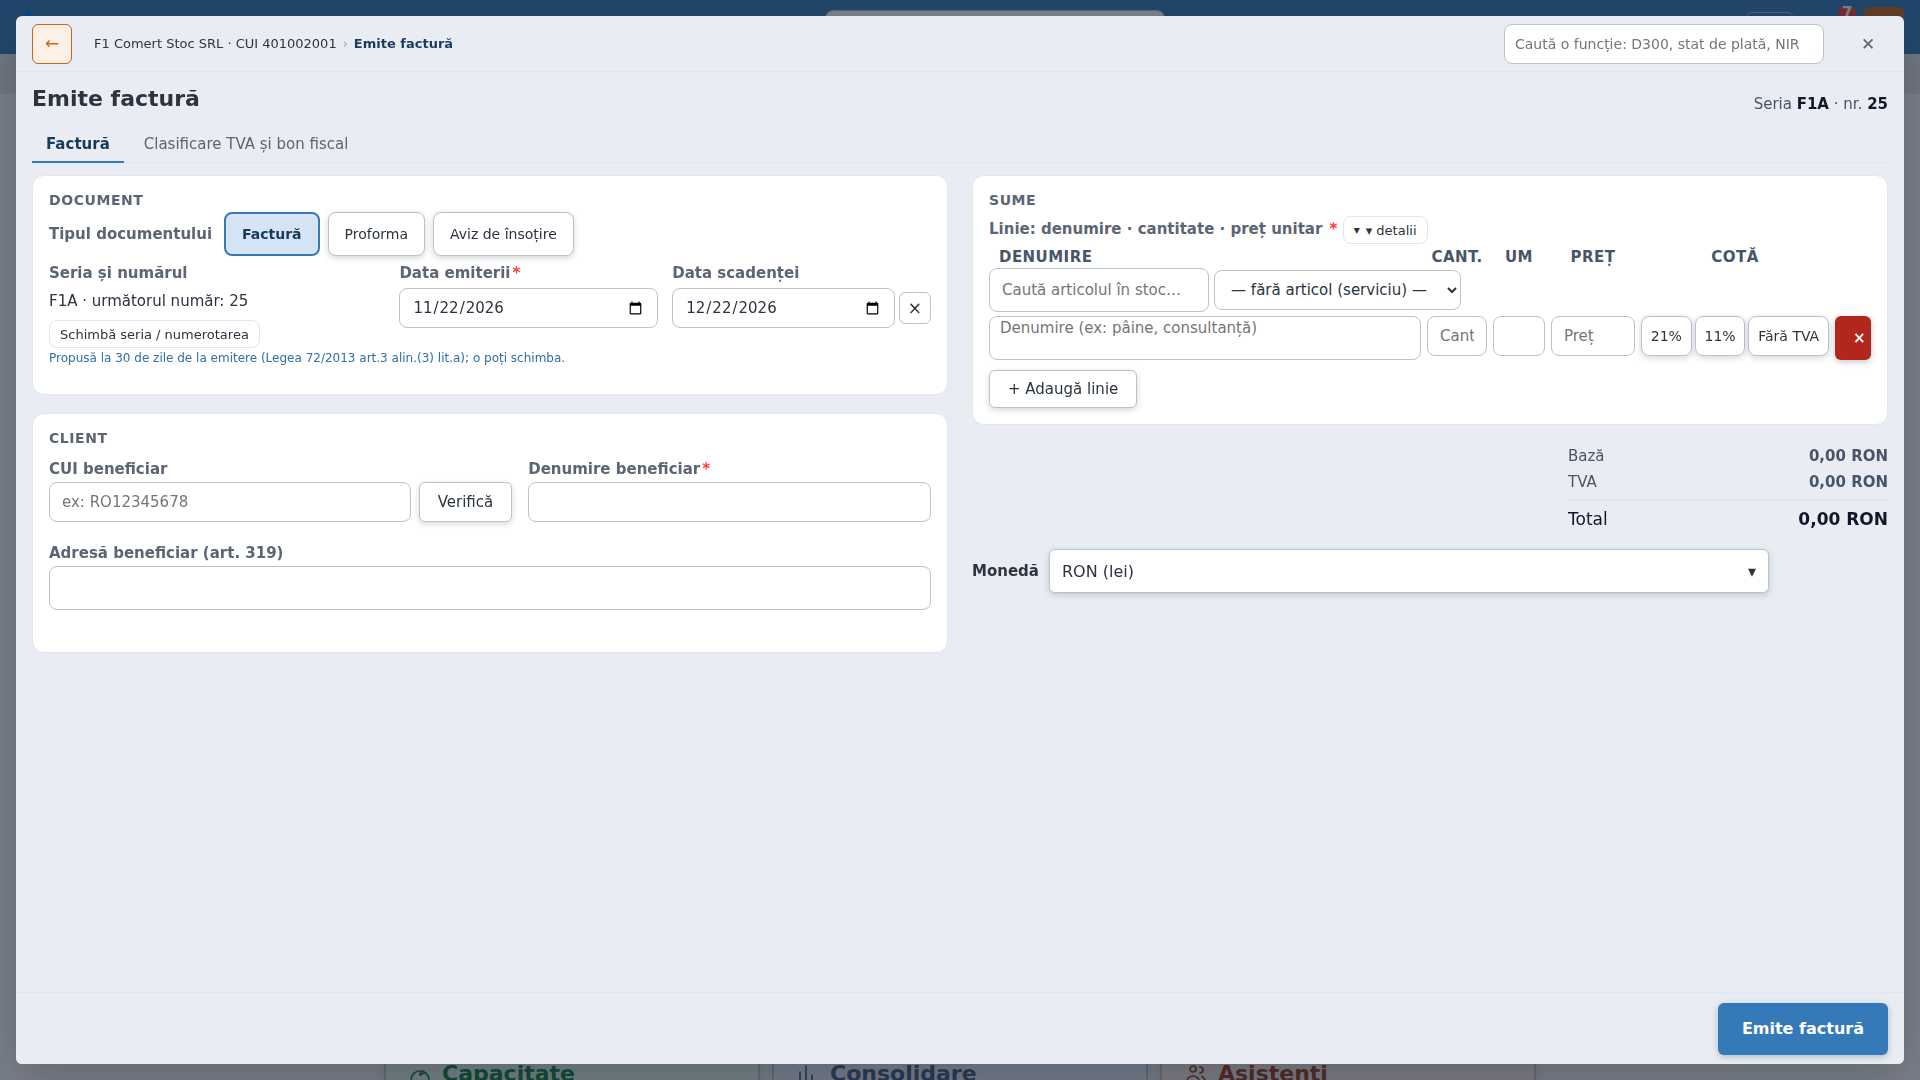 7
←
F1 Comert Stoc SRL · CUI 401002001 › Emite factură
Caută o funcție: D300, stat de plată, NIR
✕
Emite factură
Seria F1A · nr. 25
Factură
Clasificare TVA și bon fiscal
DOCUMENT
Tipul documentului
Factură
Proforma
Aviz de însoțire
Seria și numărul
Data emiterii*
Data scadenței
F1A · următorul număr: 25
11/22/2026
12/22/2026
×
Schimbă seria / numerotarea
Propusă la 30 de zile de la emitere (Legea 72/2013 art.3 alin.(3) lit.a); o poți schimba.
CLIENT
CUI beneficiar
Denumire beneficiar*
ex: RO12345678
Verifică
Adresă beneficiar (art. 319)
SUME
Linie: denumire · cantitate · preț unitar *
▾ ▾ detalii
DENUMIRE CANT. UM PREȚ COTĂ
Caută articolul în stoc...
— fără articol (serviciu) —
Denumire (ex: pâine, consultanță)
Cant
Preț
21%
11%
Fără TVA
×
+ Adaugă linie
Bază 0,00 RON
TVA 0,00 RON
Total 0,00 RON
Monedă
RON (lei) ▾
Emite factură
Capacitate
Consolidare
Asistenți